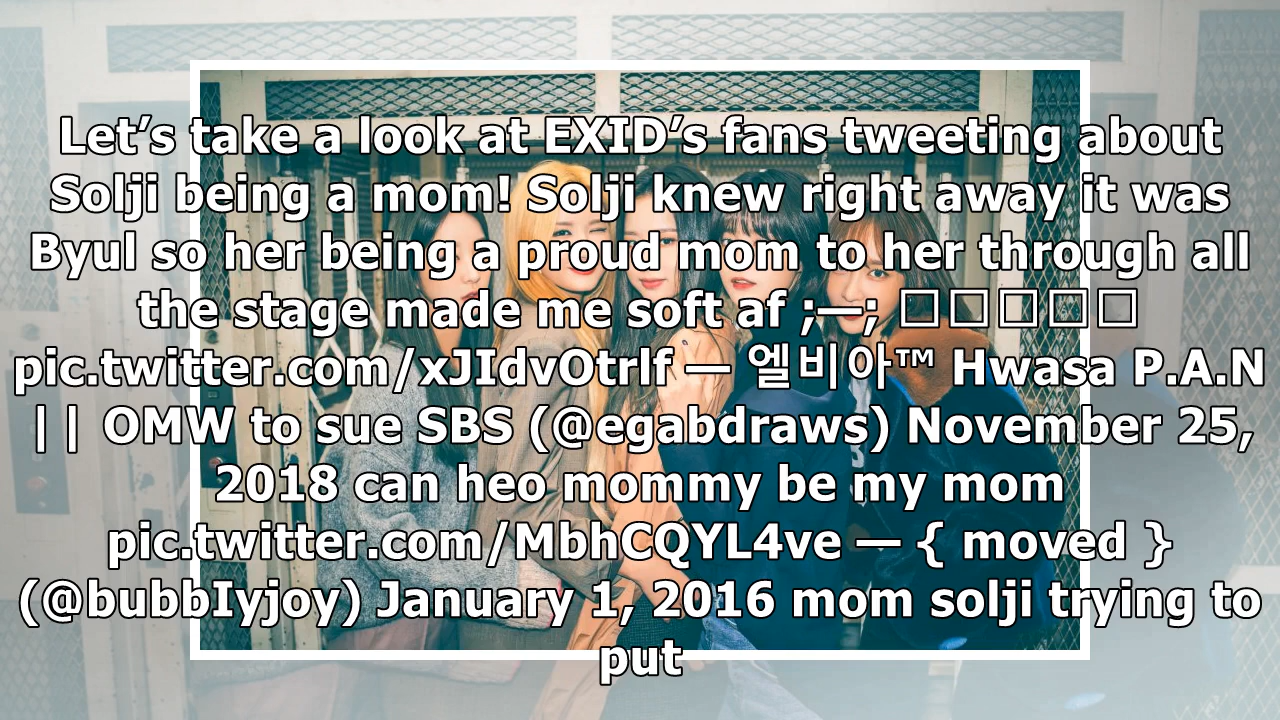 Let’s take a look at EXID’s fans tweeting about
Solji being a mom! Solji knew right away it was
Byul so her being a proud mom to her through all
the stage made me soft af ;—; □□□□□
pic.twitter.com/xJIdvOtrIf — 엘비아™ Hwasa P.A.N
|| OMW to sue SBS (@egabdraws) November 25,
2018 can heo mommy be my mom
pic.twitter.com/MbhCQYL4ve — { moved }
(@bubbIyjoy) January 1, 2016 mom solji trying to
put